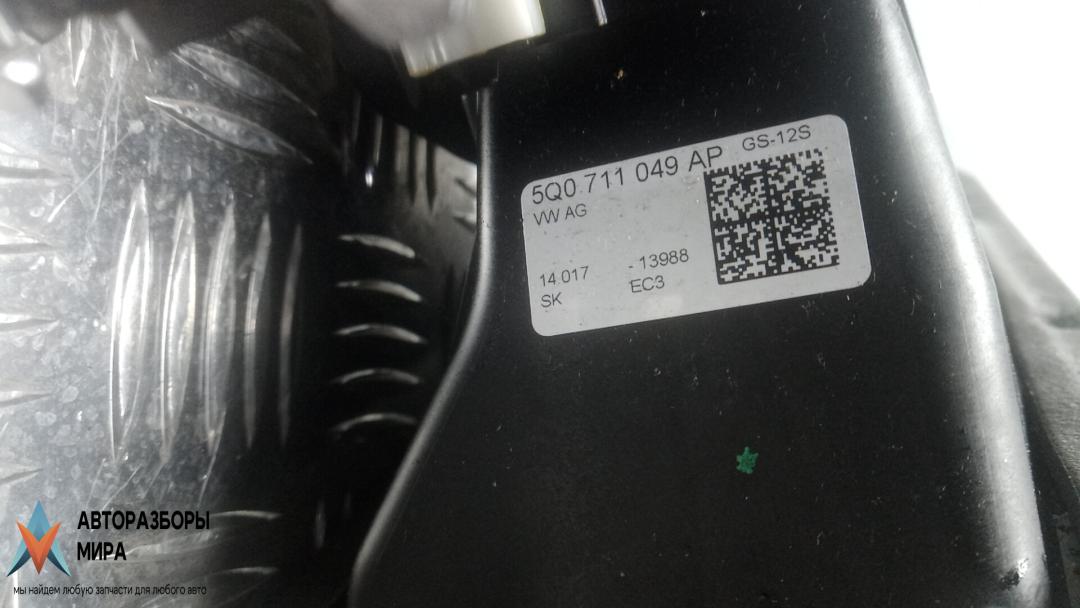 5Q0.711 049 AP GS-12S
VW AG
14.017 - 13988
SK EC3
АВТОРАЗБОРЫ
МИРА
мы найдем любую запчасти для любого авто